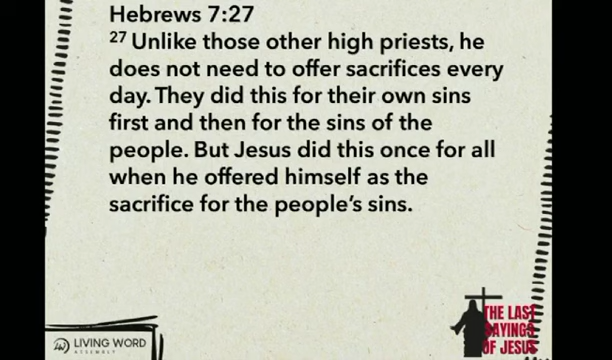 Hebrews 7:27
27 Unlike those other high priests, he
does not need to offer sacrifices every
day. They did this for their own sins
first and then for the sins of the
people. But Jesus did this once for all
when he offered himself as the
sacrifice for the people's sins.
LIVING WORD
ASSEMBLY
THE LAST
SAYINGS
OF JESUS